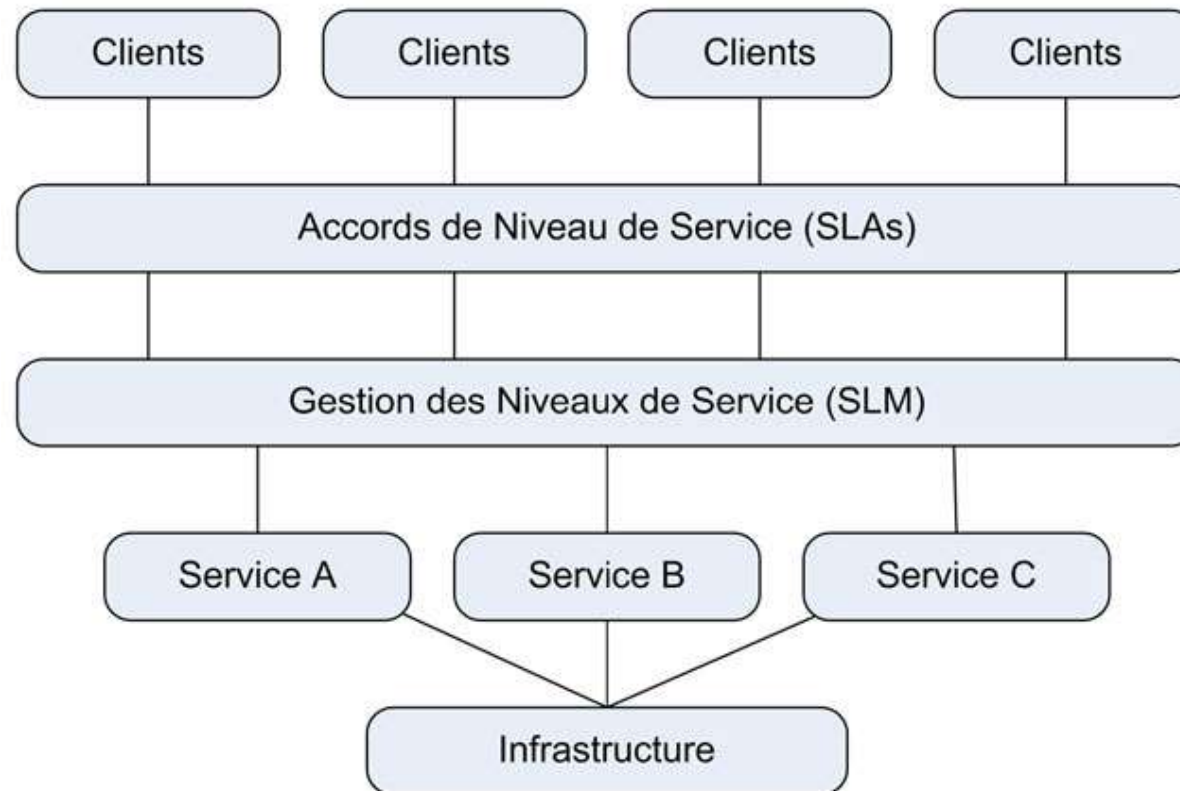 Clients
Clients
Clients
Clients
Accords de Niveau de Service (SLAs)
Gestion des Niveaux de Service (SLM)
Service A
Service B
Service C
Infrastructure